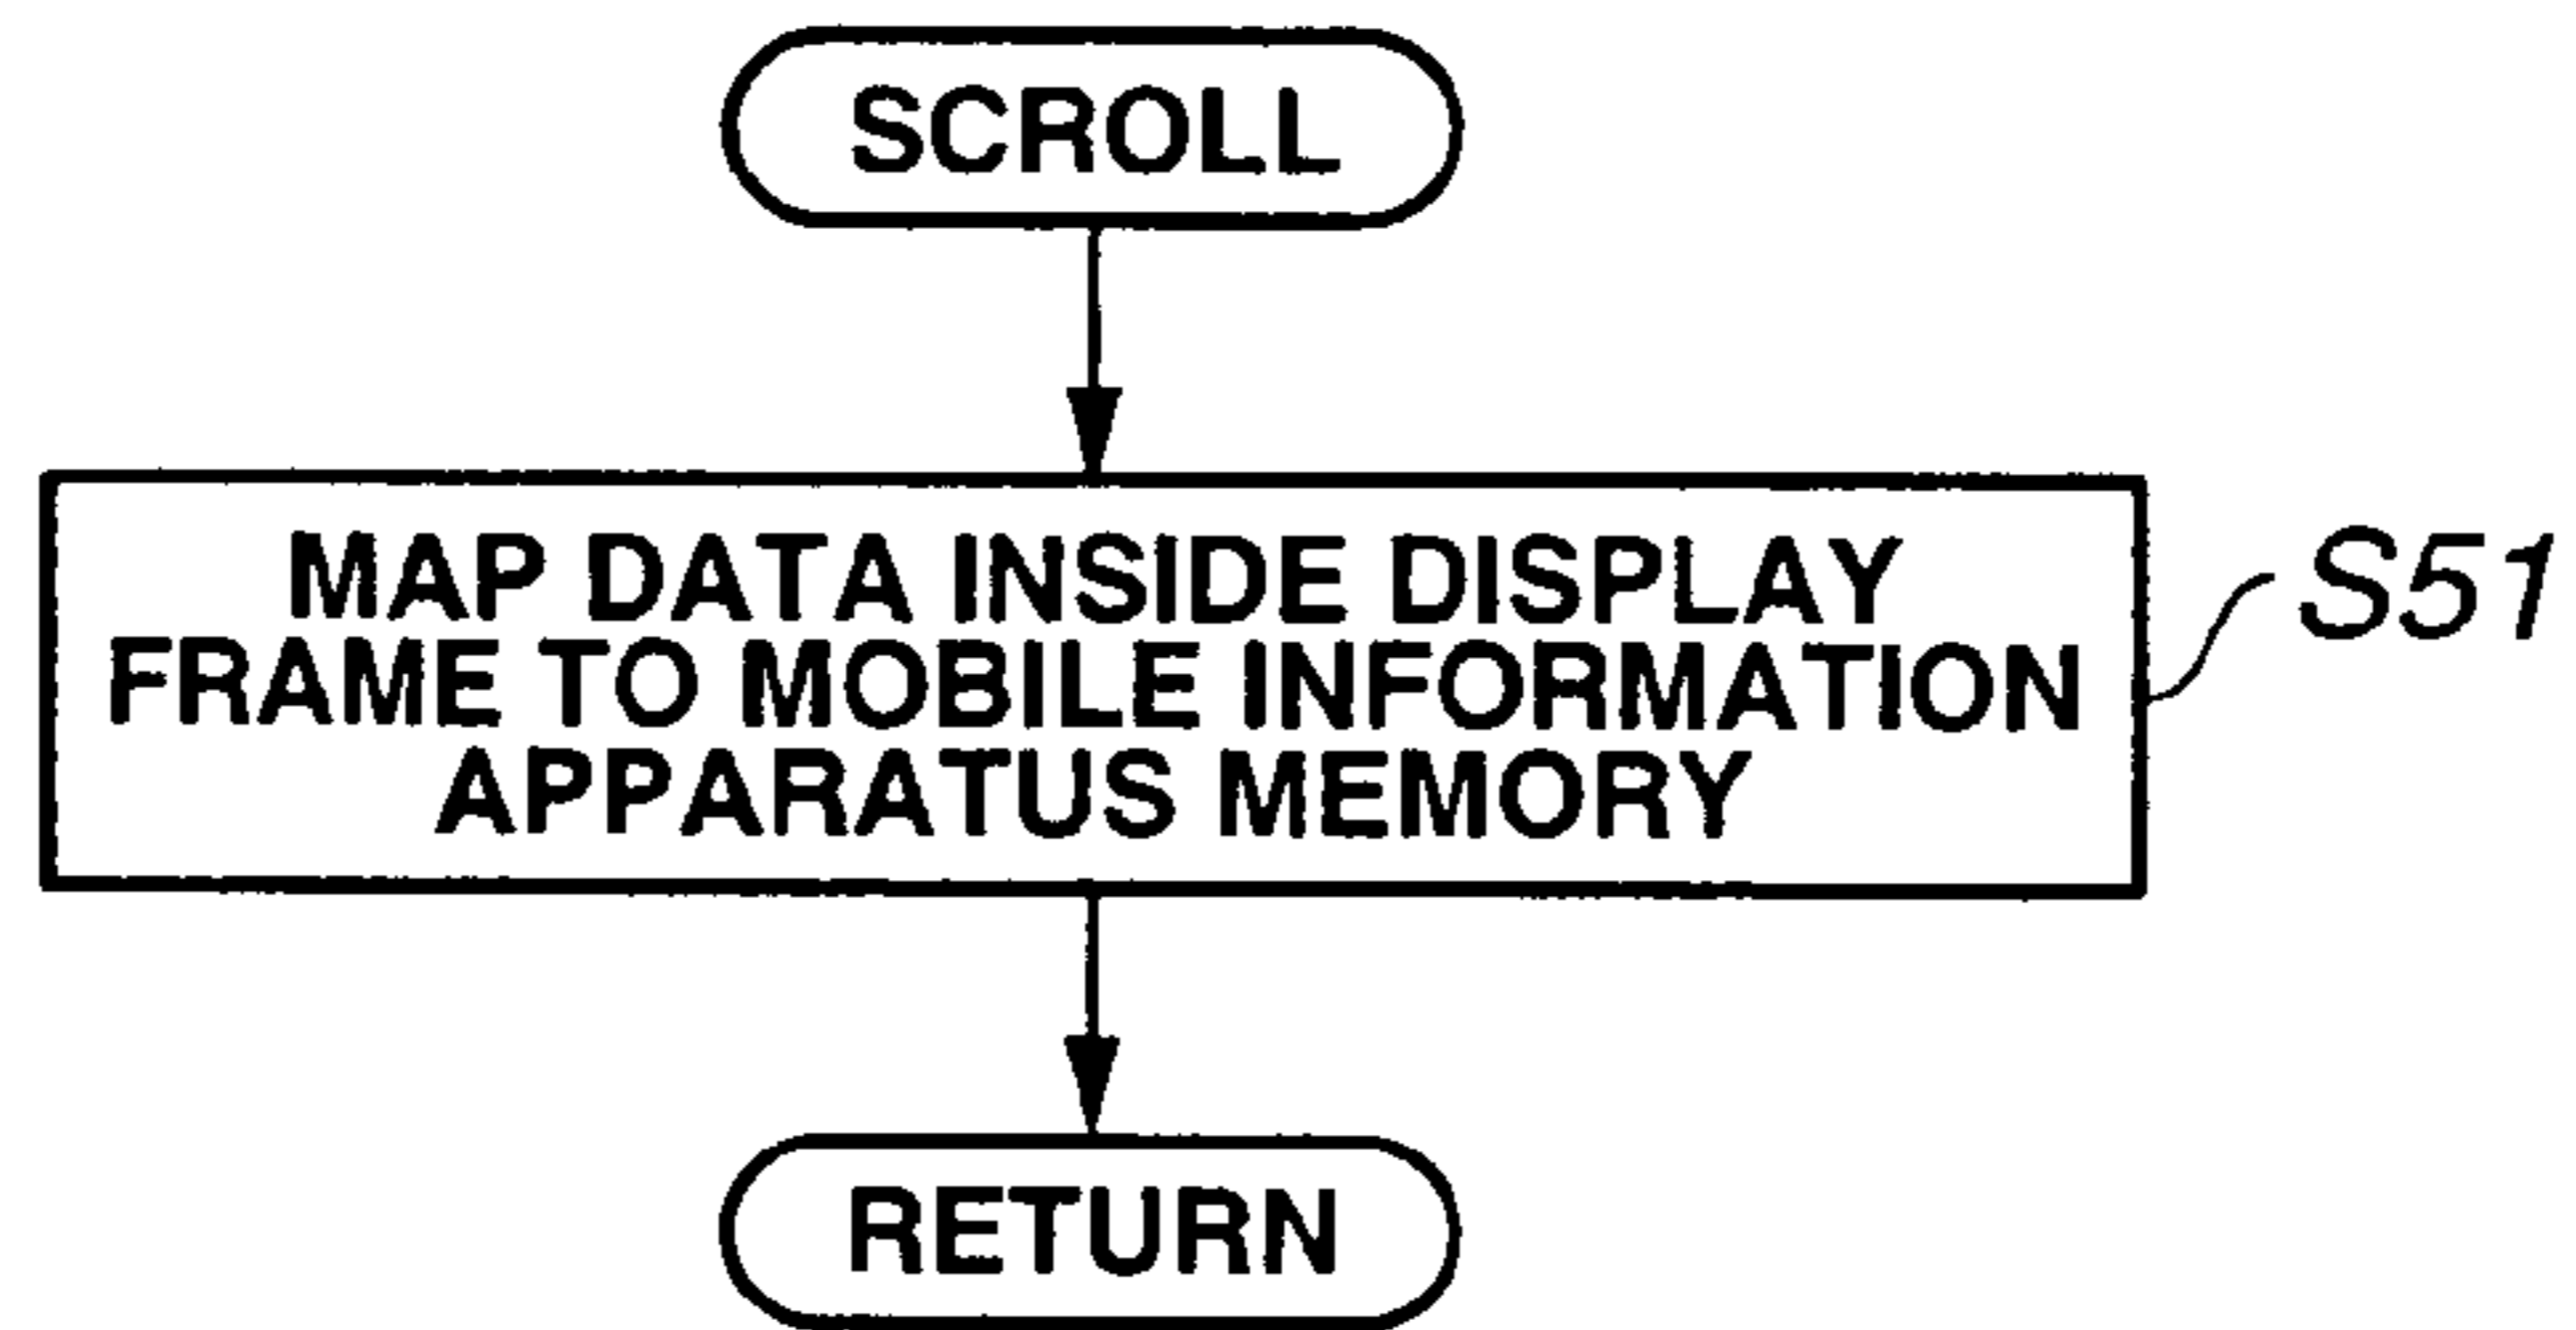 SCROLL
MAP DATA INSIDE DISPLAY
FRAME TO MOBILE INFORMATION
APPARATUS MEMORY
S51
RETURN